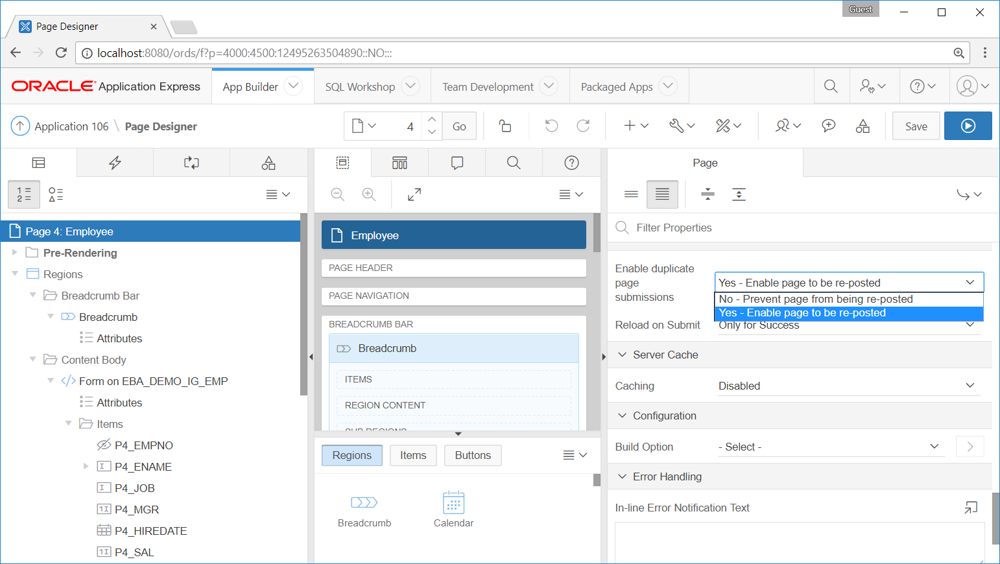 Guest
Page Designer
localhost:8080/ords/f?p=4000:4500:12495263504890::NO:::
ORACLE Application Express
App Builder
SQL Workshop
Team Development
Packaged Apps
Application 106 \ Page Designer
4
Go
Save
Page
1
2
Filter Properties
Page 4: Employee
Pre-Rendering
Regions
Breadcrumb Bar
Breadcrumb
Attributes
Content Body
Form on EBA_DEMO_IG_EMP
Attributes
Items
P4_EMPNO
P4_ENAME
P4_JOB
P4_MGR
P4_HIREDATE
P4_SAL
Employee
PAGE HEADER
PAGE NAVIGATION
BREADCRUMB BAR
Breadcrumb
ITEMS
REGION CONTENT
SUB REGIONS
Regions
Items
Buttons
Breadcrumb
Calendar
Enable duplicate
page
submissions
Yes - Enable page to be re-posted
No - Prevent page from being re-posted
Yes - Enable page to be re-posted
Reload on Submit
Only for Success
Server Cache
Caching
Disabled
Configuration
Build Option
- Select -
Error Handling
In-line Error Notification Text